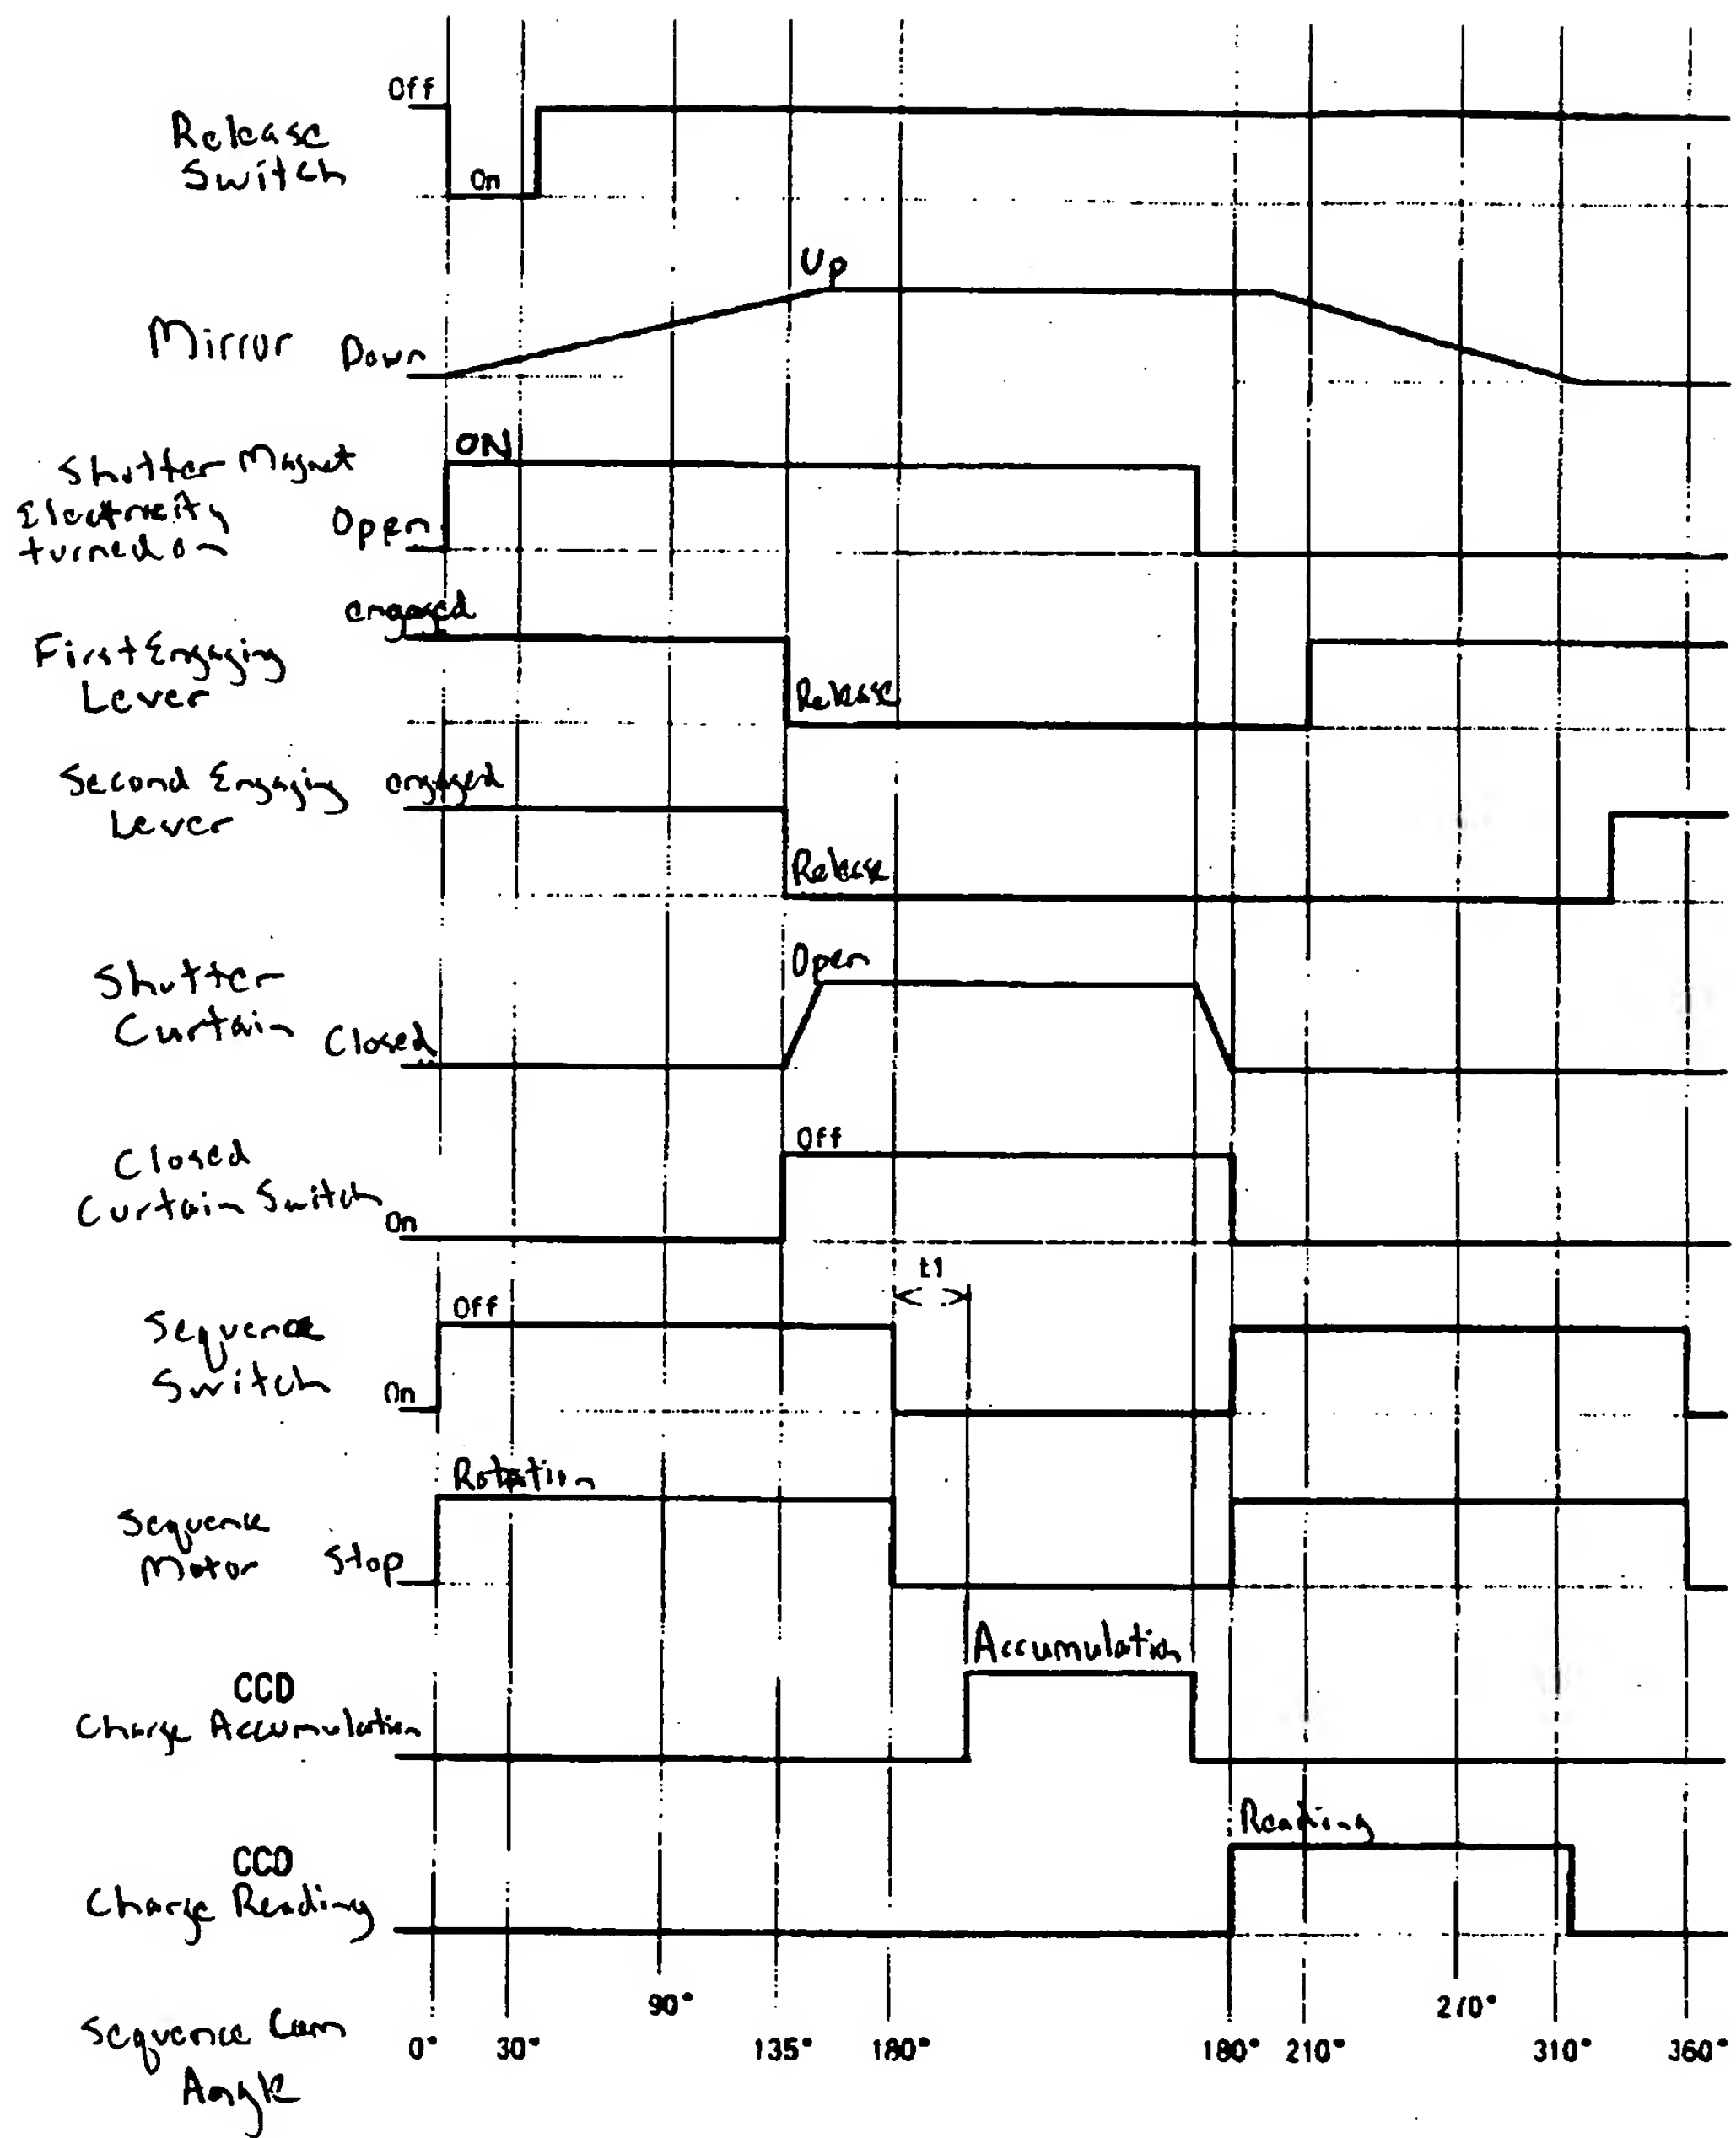 Off
Release
Switch
On
Up
Mirror Down
ON
Shutter Magnet
Electricity
turned on
Open
engaged
First Engaging
Lever
Release
Second Engaging engaged
Lever
Release
Open
Shutter
Curtain
Closed
Off
Closed
Curtain Switch
On
t1
Off
Sequence
Switch
On
Rotation
Sequence
Motor Stop
Accumulation
CCD
Charge Accumulation
Reading
CCD
Charge Reading
90° 270°
Sequence Cam
Angle
0° 30° 135° 180° 180° 210° 310° 360°